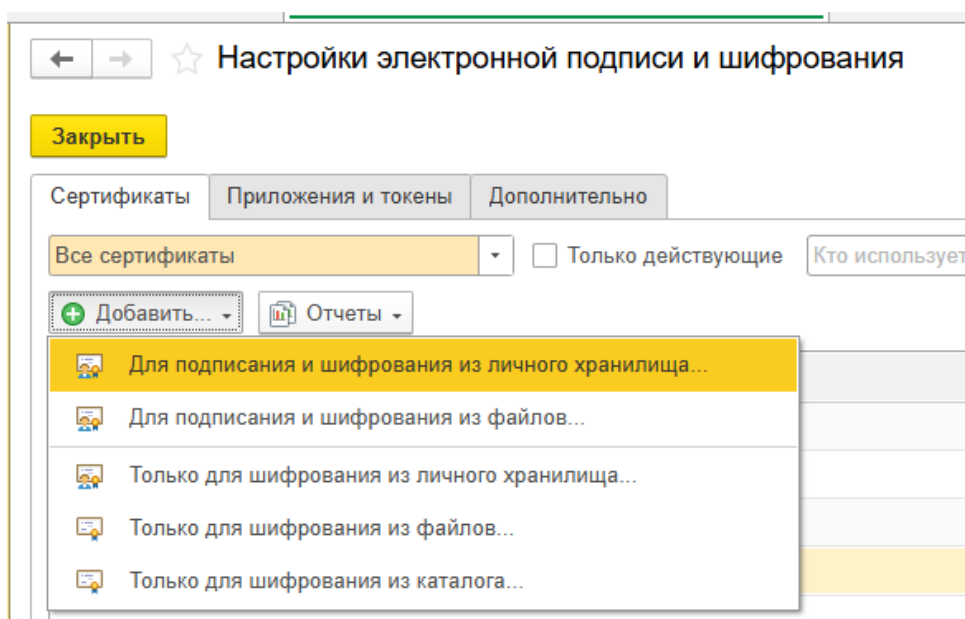 Настройки электронной подписи и шифрования
Закрыть
Сертификаты Приложения и токены Дополнительно
Все сертификаты Только действующие Кто использует
Добавить... Отчеты
Для подписания и шифрования из личного хранилища...
Для подписания и шифрования из файлов...
Только для шифрования из личного хранилища...
Только для шифрования из файлов...
Только для шифрования из каталога...